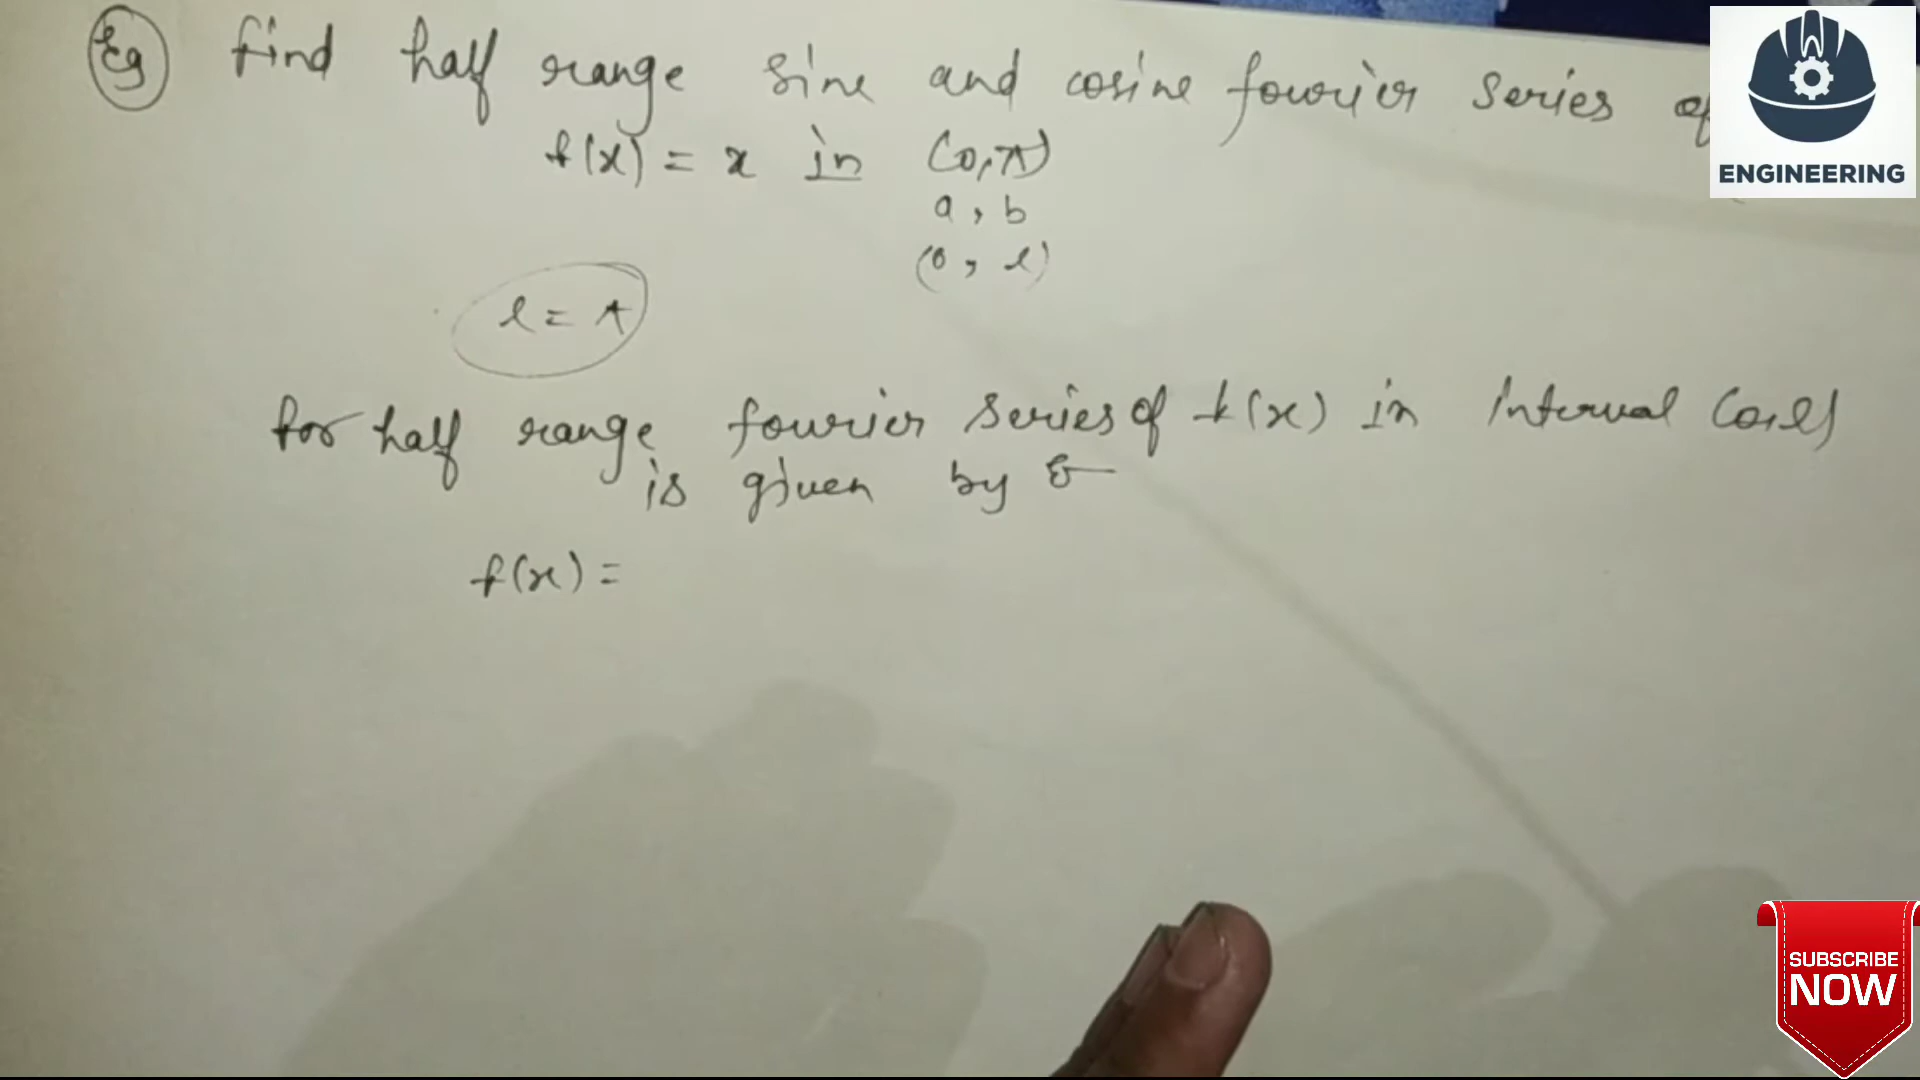 Eg find half range sine and cosine fourier series of
f(x) = x in (0,π)
a , b
(0, l)
l = π
for half range fourier series of f(x) in Interval (0,l)
is given by :-
f(x) =
ENGINEERING
SUBSCRIBE
NOW